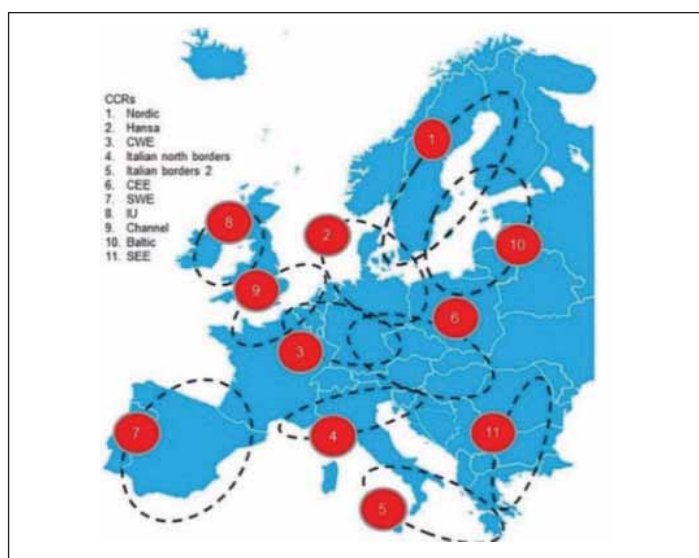 CCRs
1. Nordic
2. Hansa
3. CWE
4. Italian north borders
5. Italian borders 2
6. CEE
7. SWE
8. IU
9. Channel
10. Baltic
11. SEE
1
8
2
10
9
6
3
7
4
11
5